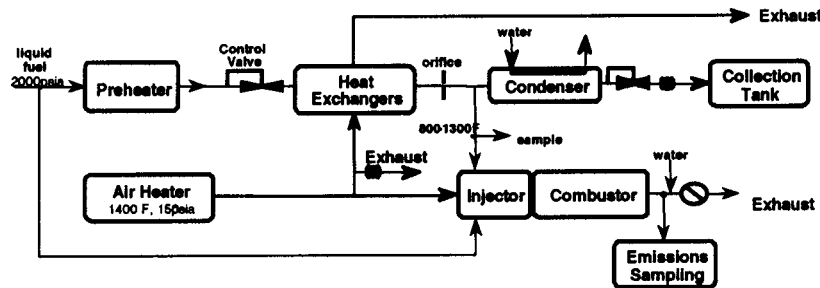 Exhaust
liquid
fuel
2000psia
Control
Valve
water
orifice
Preheater
Heat
Exchangers
Condenser
Collection
Tank
800-1300F
sample
Exhaust
water
Air Heater
1400 F, 150psia
Injector
Combustor
Exhaust
Emissions
Sampling